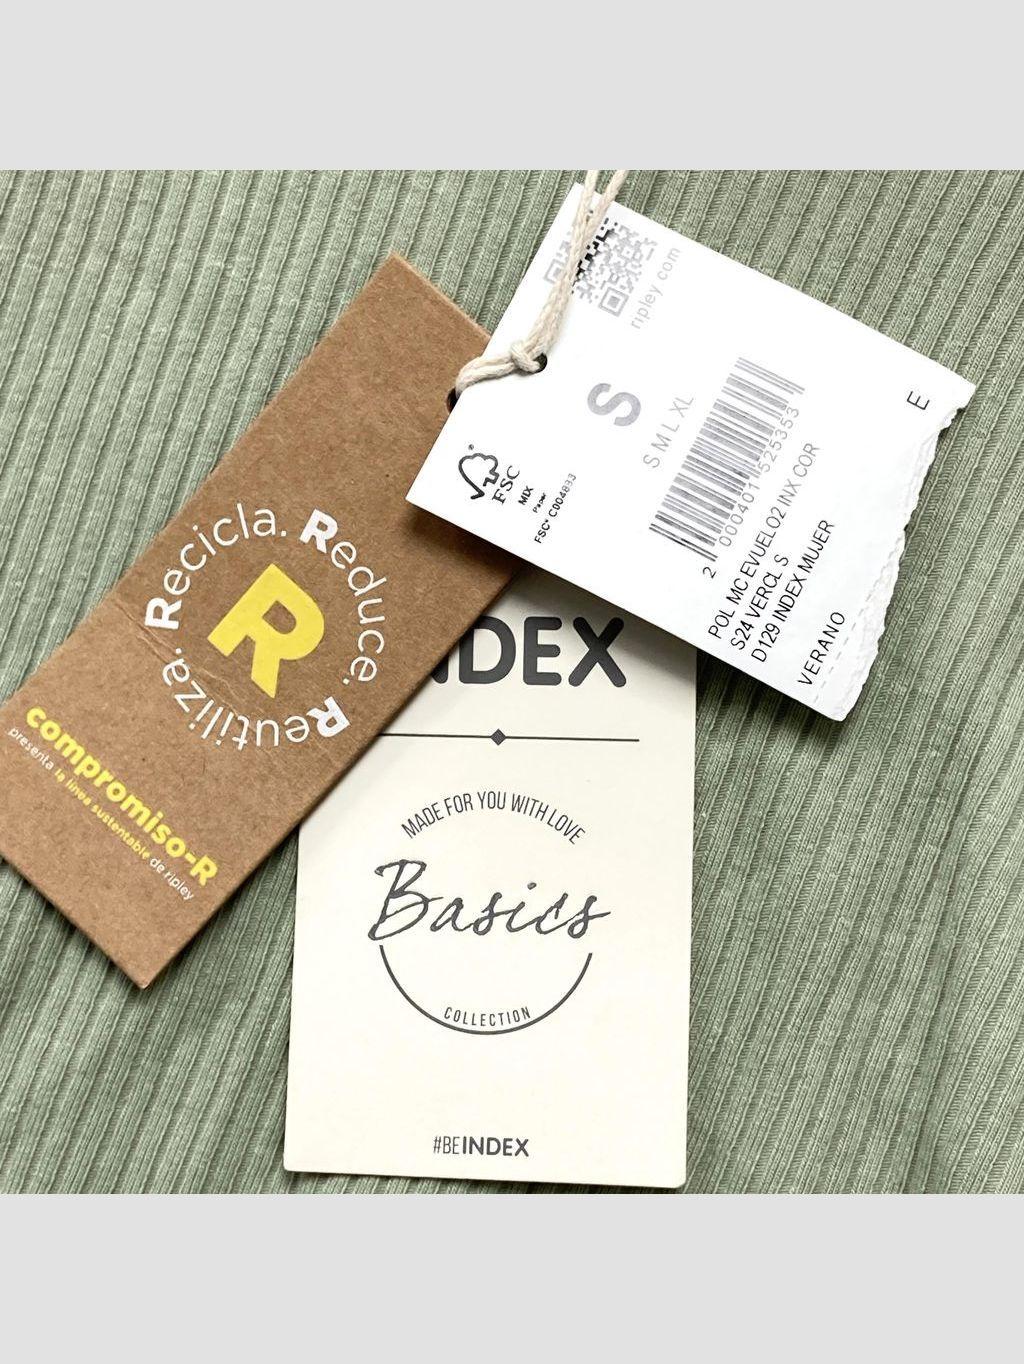 ripley com
S
S M L XL
E
FSC®
MIX
Paper
FSC® C004833
2 000401 525353
POL MC EVUELO2 INX COR
S24 VERCL S
D129 INDEX MUJER
VERANO
Recicla. Reduce. Reutiliza.
R
compromiso-R
presenta la línea sustentable de ripley
NDEX
MADE FOR YOU WITH LOVE
Basics
COLLECTION
#BEINDEX